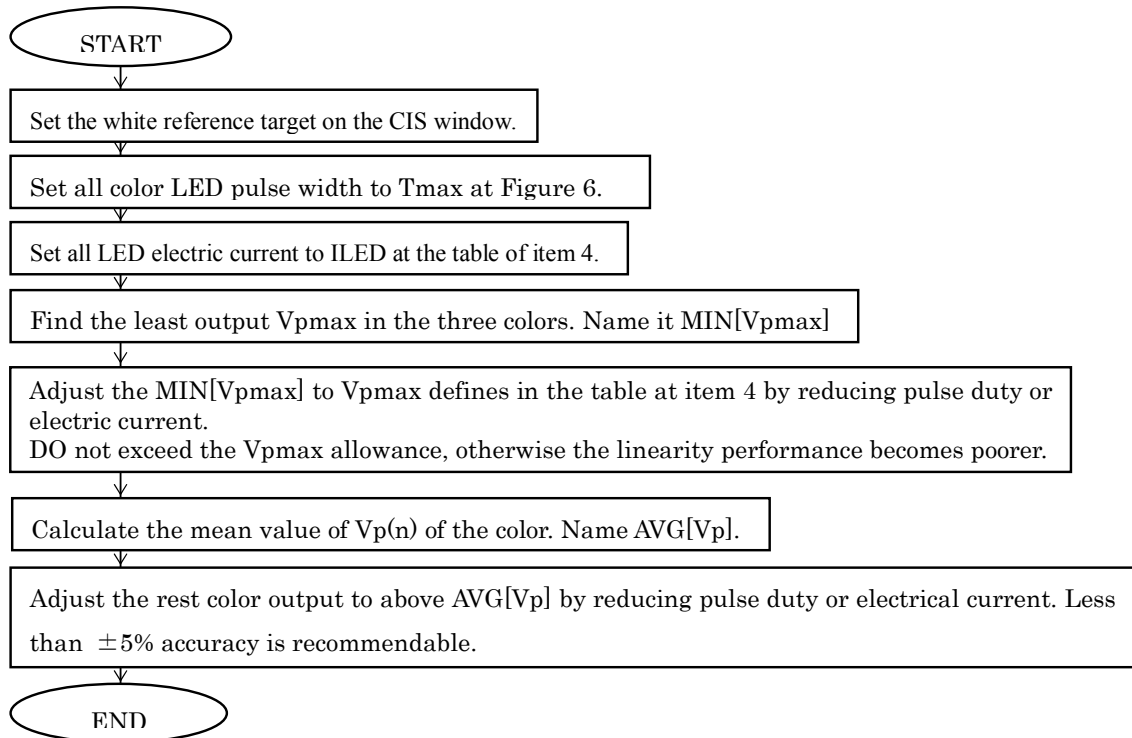 START
Set the white reference target on the CIS window.
Set all color LED pulse width to Tmax at Figure 6.
Set all LED electric current to ILED at the table of item 4.
Find the least output Vpmax in the three colors. Name it MIN[Vpmax]
Adjust the MIN[Vpmax] to Vpmax defines in the table at item 4 by reducing pulse duty or
electric current.
DO not exceed the Vpmax allowance, otherwise the linearity performance becomes poorer.
Calculate the mean value of Vp(n) of the color. Name AVG[Vp].
Adjust the rest color output to above AVG[Vp] by reducing pulse duty or electrical current. Less
than ±5% accuracy is recommendable.
END